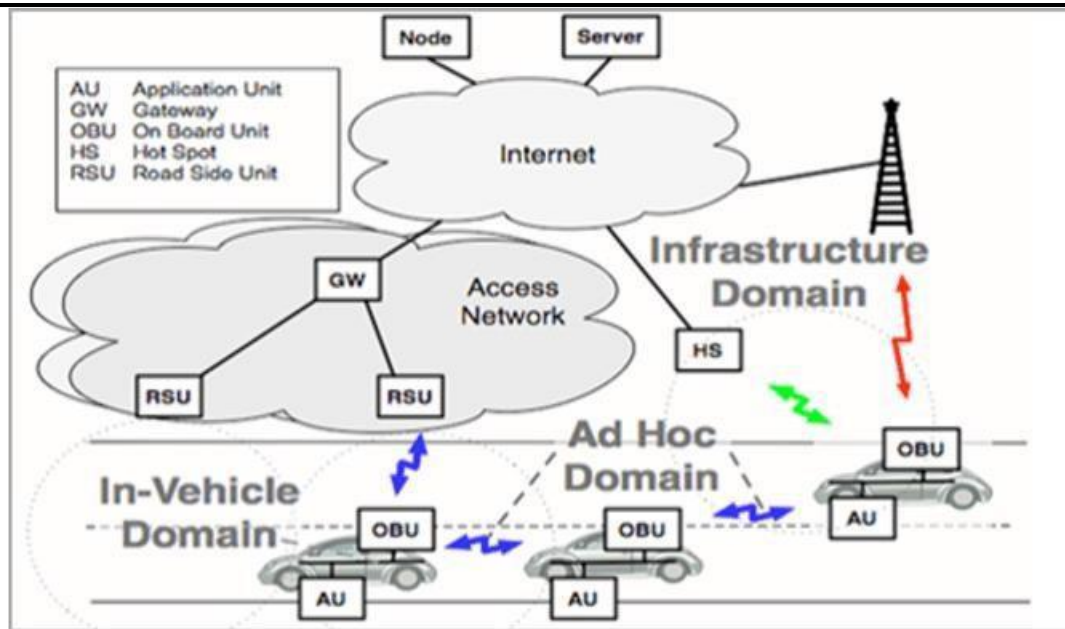 Node
Server
AU Application Unit
GW Gateway
OBU On Board Unit
HS Hot Spot
RSU Road Side Unit
Internet
Infrastructure
Domain
GW
Access
Network
HS
RSU
RSU
Ad Hoc
Domain
OBU
In-Vehicle
Domain
OBU
OBU
AU
AU
AU